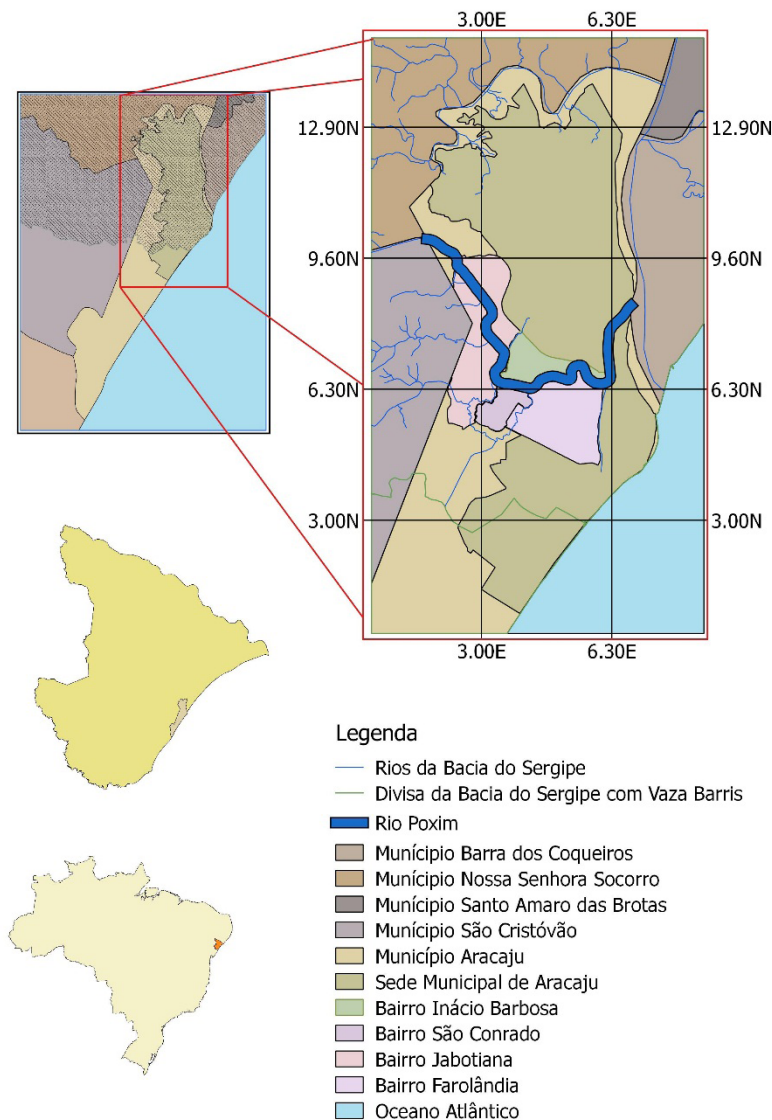 3.00E 6.30E
12.90N 12.90N
9.60N 9.60N
6.30N 6.30N
3.00N 3.00N
3.00E 6.30E
Legenda
Rios da Bacia do Sergipe
Divisa da Bacia do Sergipe com Vaza Barris
Rio Poxim
Munícipio Barra dos Coqueiros
Munícipio Nossa Senhora Socorro
Munícipio Santo Amaro das Brotas
Munícipio São Cristóvão
Município Aracaju
Sede Municipal de Aracaju
Bairro Inácio Barbosa
Bairro São Conrado
Bairro Jabotiana
Bairro Farolândia
Oceano Atlântico